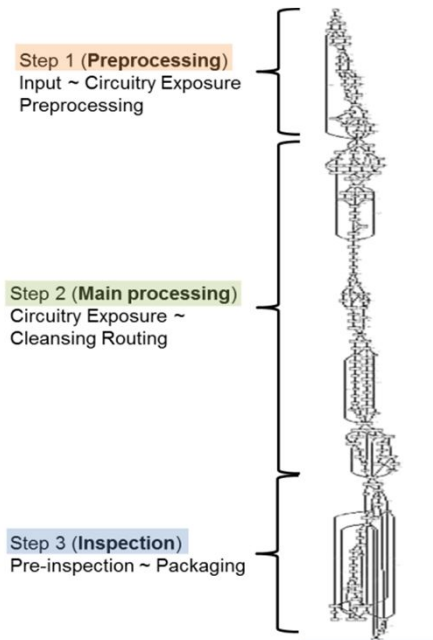 Step 1 (Preprocessing)
Input ~ Circuitry Exposure
Preprocessing
Step 2 (Main processing)
Circuitry Exposure ~
Cleansing Routing
Step 3 (Inspection)
Pre-inspection ~ Packaging